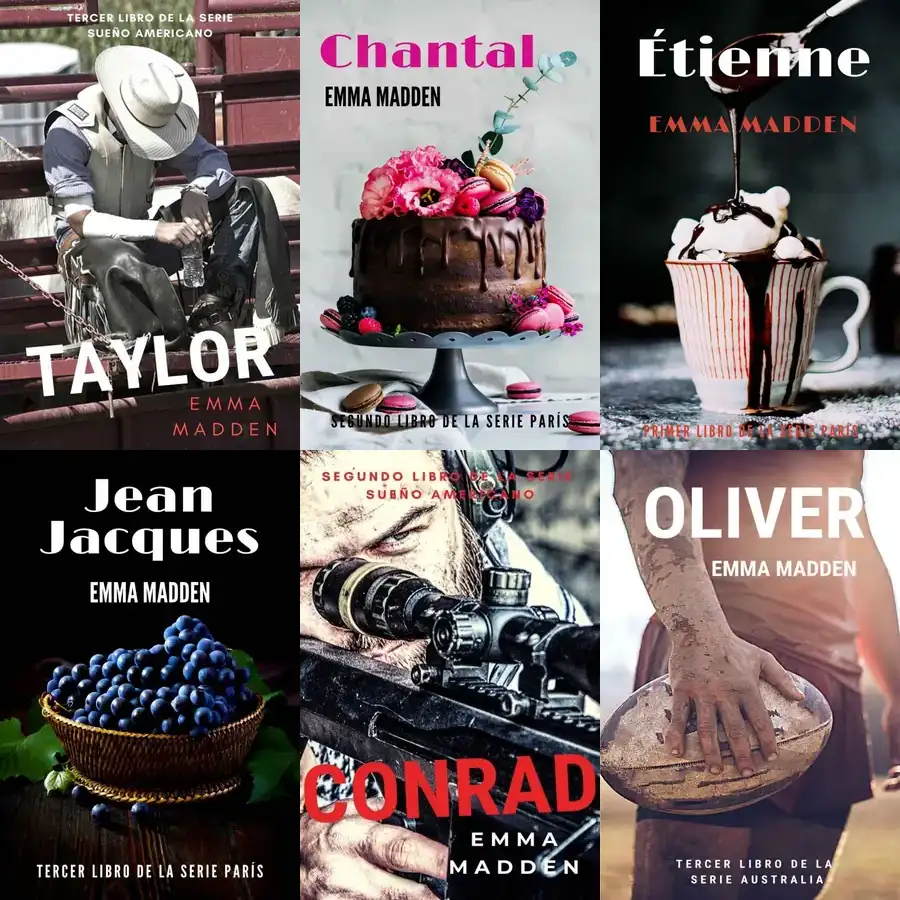 TERCER LIBRO DE LA SERIE
SUEÑO AMERICANO
TAYLOR
EMMA
MADDEN
Chantal
EMMA MADDEN
SEGUNDO LIBRO DE LA SERIE PARÍS
Étienne
EMMA MADDEN
PRIMER LIBRO DE LA SERIE PARÍS
Jean
Jacques
EMMA MADDEN
TERCER LIBRO DE LA SERIE PARÍS
SEGUNDO LIBRO DE LA SERIE
SUEÑO AMERICANO
CONRAD
EMMA
MADDEN
OLIVER
EMMA MADDEN
TERCER LIBRO DE LA
SERIE AUSTRALIA